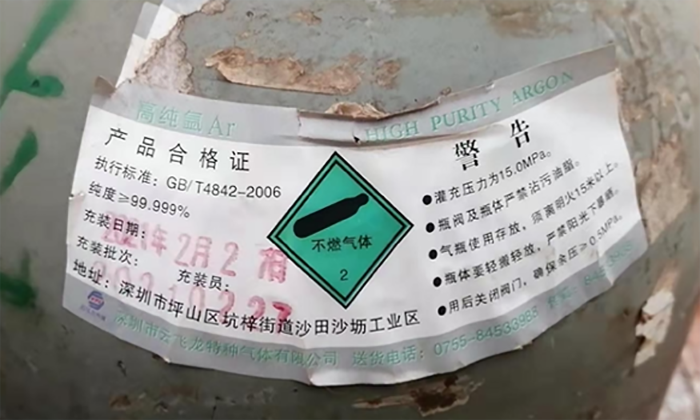 高纯氩 Ar
HIGH PURITY ARGON
产品合格证
执行标准：GB/T4842-2006
纯度≥99.999%
充装日期：
2021年2月2
充装批次： 充装员：
地址：深圳市坪山区坑梓街道沙田沙坜工业区
不燃气体
2
警告
●灌充压力为15.0MPa。
●瓶阀及瓶体严禁沾污油脂。
●气瓶使用存放，须离明火15米以上。
●瓶体要轻搬轻放，严禁阳光下暴晒。
●用后关闭阀门，确保余压≥0.5MPa。
深圳市 飞龙特种气体有限公司 送货电话：0755-84533988